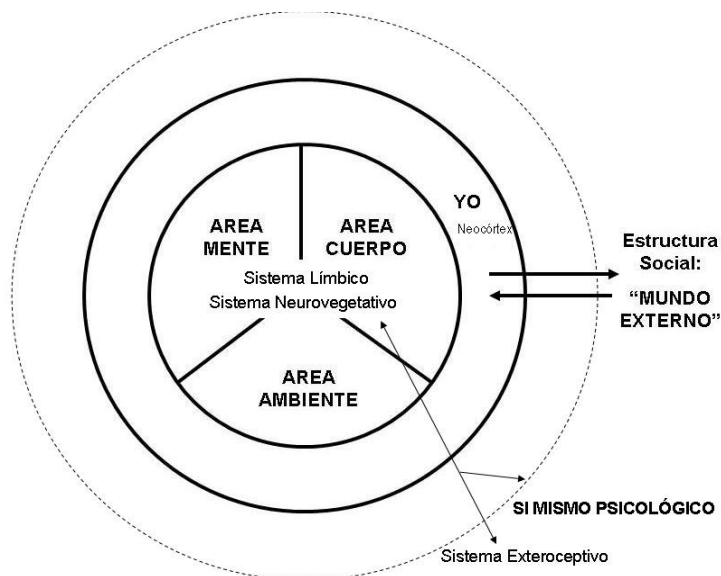 AREA
MENTE
AREA
CUERPO
YO
Neocórtex
Sistema Límbico
Sistema Neurovegetativo
AREA
AMBIENTE
Estructura
Social:
“MUNDO
EXTERNO”
SI MISMO PSICOLÓGICO
Sistema Exteroceptivo